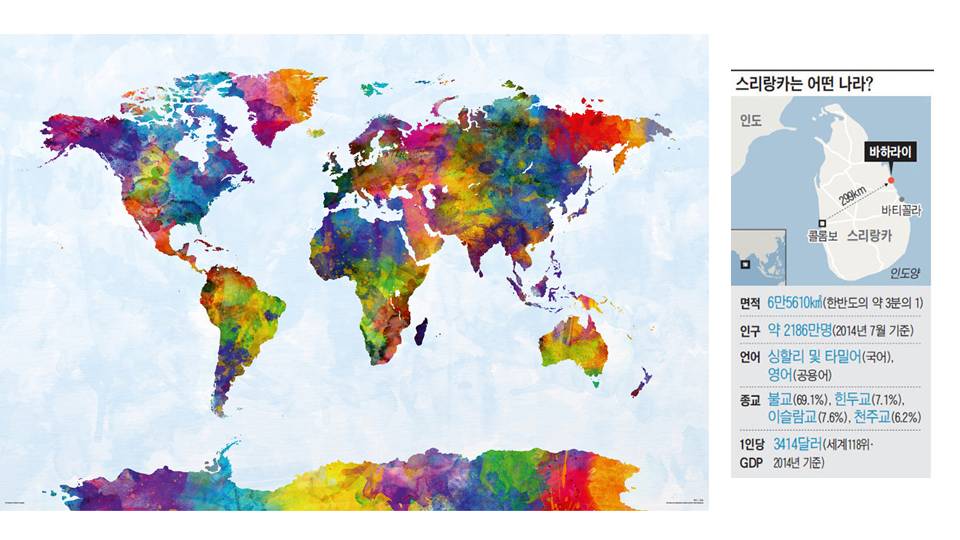 스리랑카는 어떤 나라?
인도
바하라이
299km
바티꼴라
콜롬보
스리랑카
인도양
면적 6만5610㎢(한반도의 약 3분의 1)
인구 약 2186만명(2014년 7월 기준)
언어 싱할리 및 타밀어(국어),
영어(공용어)
종교 불교(69.1%), 힌두교(7.1%),
이슬람교(7.6%), 천주교(6.2%)
1인당 3414달러(세계118위·
GDP 2014년 기준)